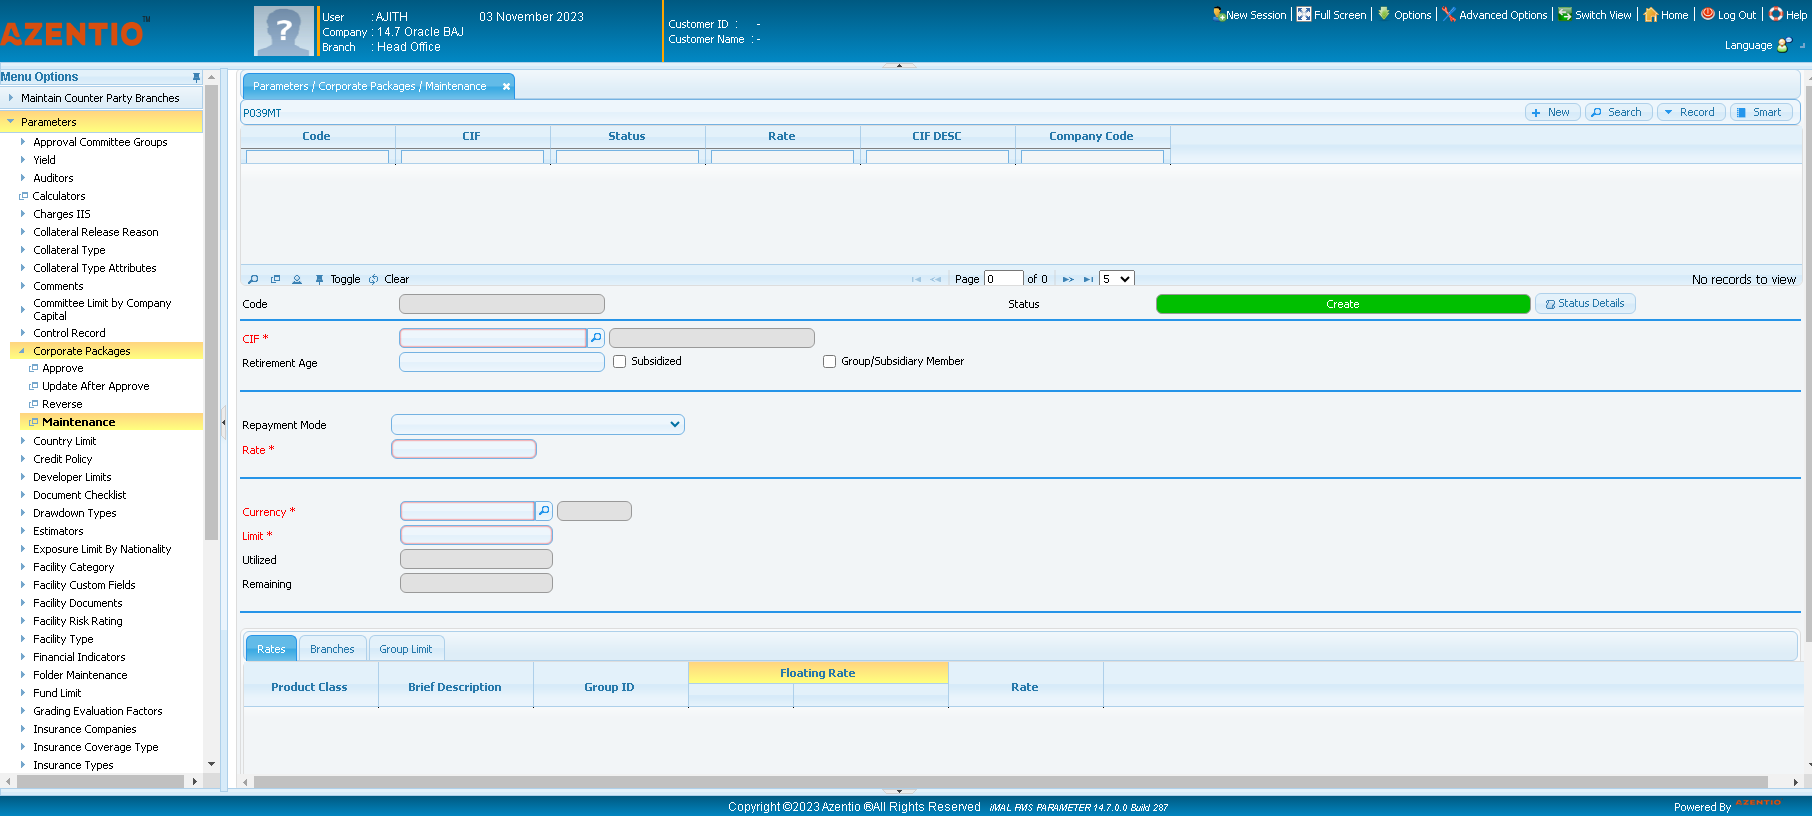 AZENTIO™
User : AJITH 03 November 2023
Company : 14.7 Oracle BAJ
Branch : Head Office
Customer ID : -
Customer Name : -
New Session Full Screen Options Advanced Options Switch View Home Log Out Help
Language
Menu Options
Maintain Counter Party Branches
Parameters
Approval Committee Groups
Yield
Auditors
Calculators
Charges IIS
Collateral Release Reason
Collateral Type
Collateral Type Attributes
Comments
Committee Limit by Company
Capital
Control Record
Corporate Packages
Approve
Update After Approve
Reverse
Maintenance
Country Limit
Credit Policy
Developer Limits
Document Checklist
Drawdown Types
Estimators
Exposure Limit By Nationality
Facility Category
Facility Custom Fields
Facility Documents
Facility Risk Rating
Facility Type
Financial Indicators
Folder Maintenance
Fund Limit
Grading Evaluation Factors
Insurance Companies
Insurance Coverage Type
Insurance Types
Parameters / Corporate Packages / Maintenance
P039MT
New Search Record Smart
Code CIF Status Rate CIF DESC Company Code
Toggle Clear
Page 0 of 0 5
No records to view
Code
Status Create Status Details
CIF *
Retirement Age Subsidized Group/Subsidiary Member
Repayment Mode
Rate *
Currency *
Limit *
Utilized
Remaining
Rates Branches Group Limit
Product Class Brief Description Group ID Floating Rate Rate
Copyright ©2023 Azentio ®All Rights Reserved iMAL PMS PARAMETER 14.7.0.0 Build 287
Powered By AZENTIO